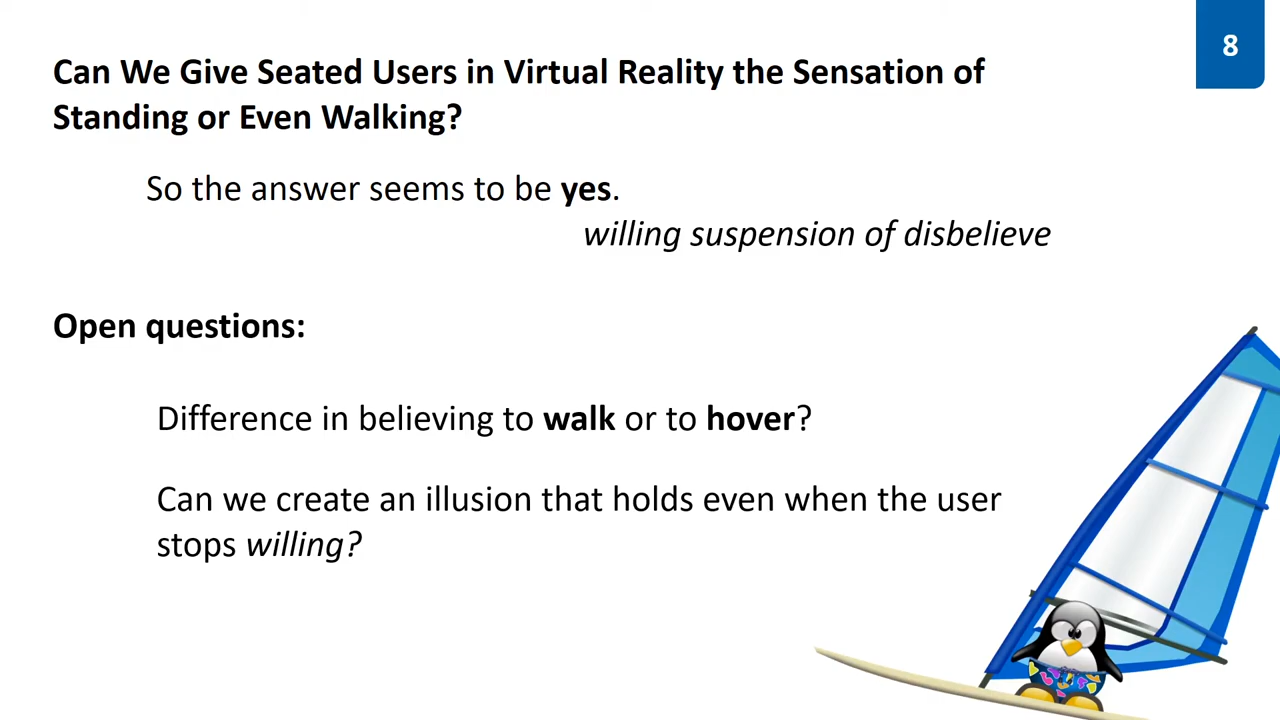 8
Can We Give Seated Users in Virtual Reality the Sensation of
Standing or Even Walking?
So the answer seems to be yes.
willing suspension of disbelieve
Open questions:
Difference in believing to walk or to hover?
Can we create an illusion that holds even when the user
stops willing?